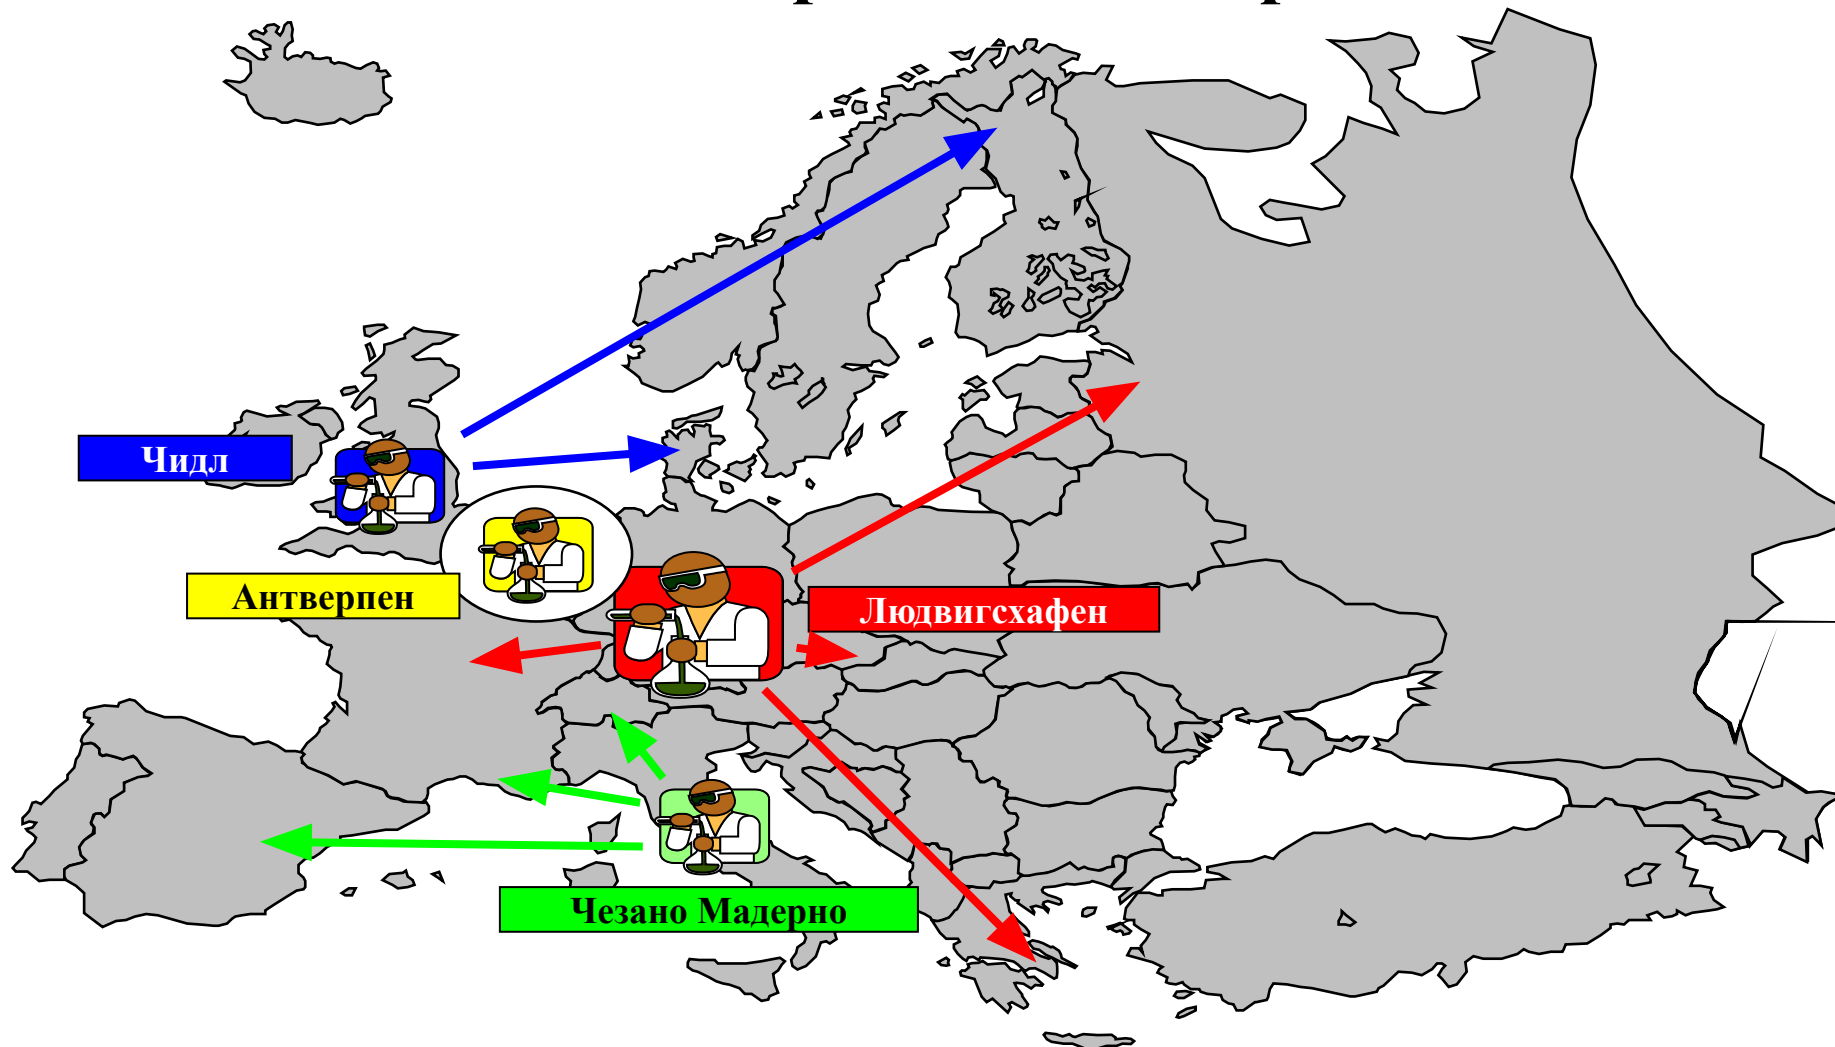 Чидл
Антверпен
Людвигсхафен
Чезано Мадерно